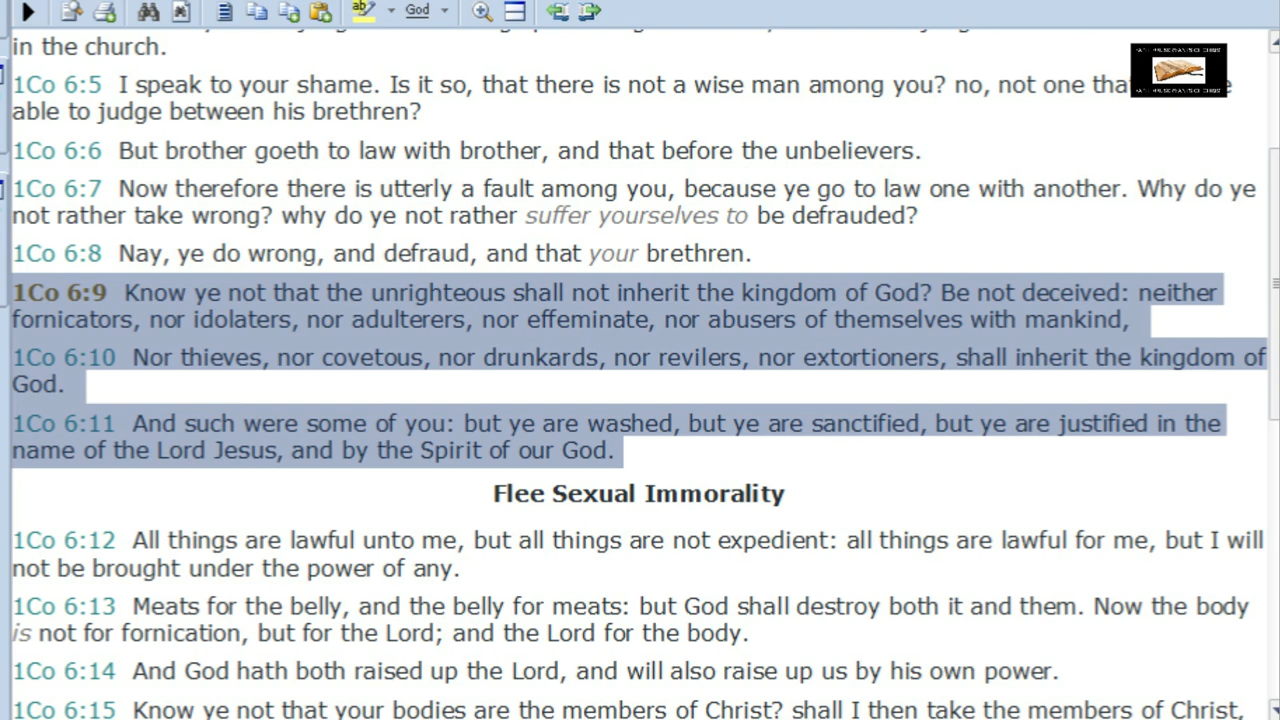 God
in the church.
1Co 6:5 I speak to your shame. Is it so, that there is not a wise man among you? no, not one
able to judge between his brethren?
1Co 6:6 But brother goeth to law with brother, and that before the unbelievers.
1Co 6:7 Now therefore there is utterly a fault among you, because ye go to law one with another. Why do ye
not rather take wrong? why do ye not rather suffer yourselves to be defrauded?
1Co 6:8 Nay, ye do wrong, and defraud, and that your brethren.
1Co 6:9 Know ye not that the unrighteous shall not inherit the kingdom of God? Be not deceived: neither
fornicators, nor idolaters, nor adulterers, nor effeminate, nor abusers of themselves with mankind,
1Co 6:10 Nor thieves, nor covetous, nor drunkards, nor revilers, nor extortioners, shall inherit the kingdom of
God.
1Co 6:11 And such were some of you: but ye are washed, but ye are sanctified, but ye are justified in the
name of the Lord Jesus, and by the Spirit of our God.
Flee Sexual Immorality
1Co 6:12 All things are lawful unto me, but all things are not expedient: all things are lawful for me, but I will
not be brought under the power of any.
1Co 6:13 Meats for the belly, and the belly for meats: but God shall destroy both it and them. Now the body
is not for fornication, but for the Lord; and the Lord for the body.
1Co 6:14 And God hath both raised up the Lord, and will also raise up us by his own power.
1Co 6:15 Know ye not that your bodies are the members of Christ? shall I then take the members of Christ,